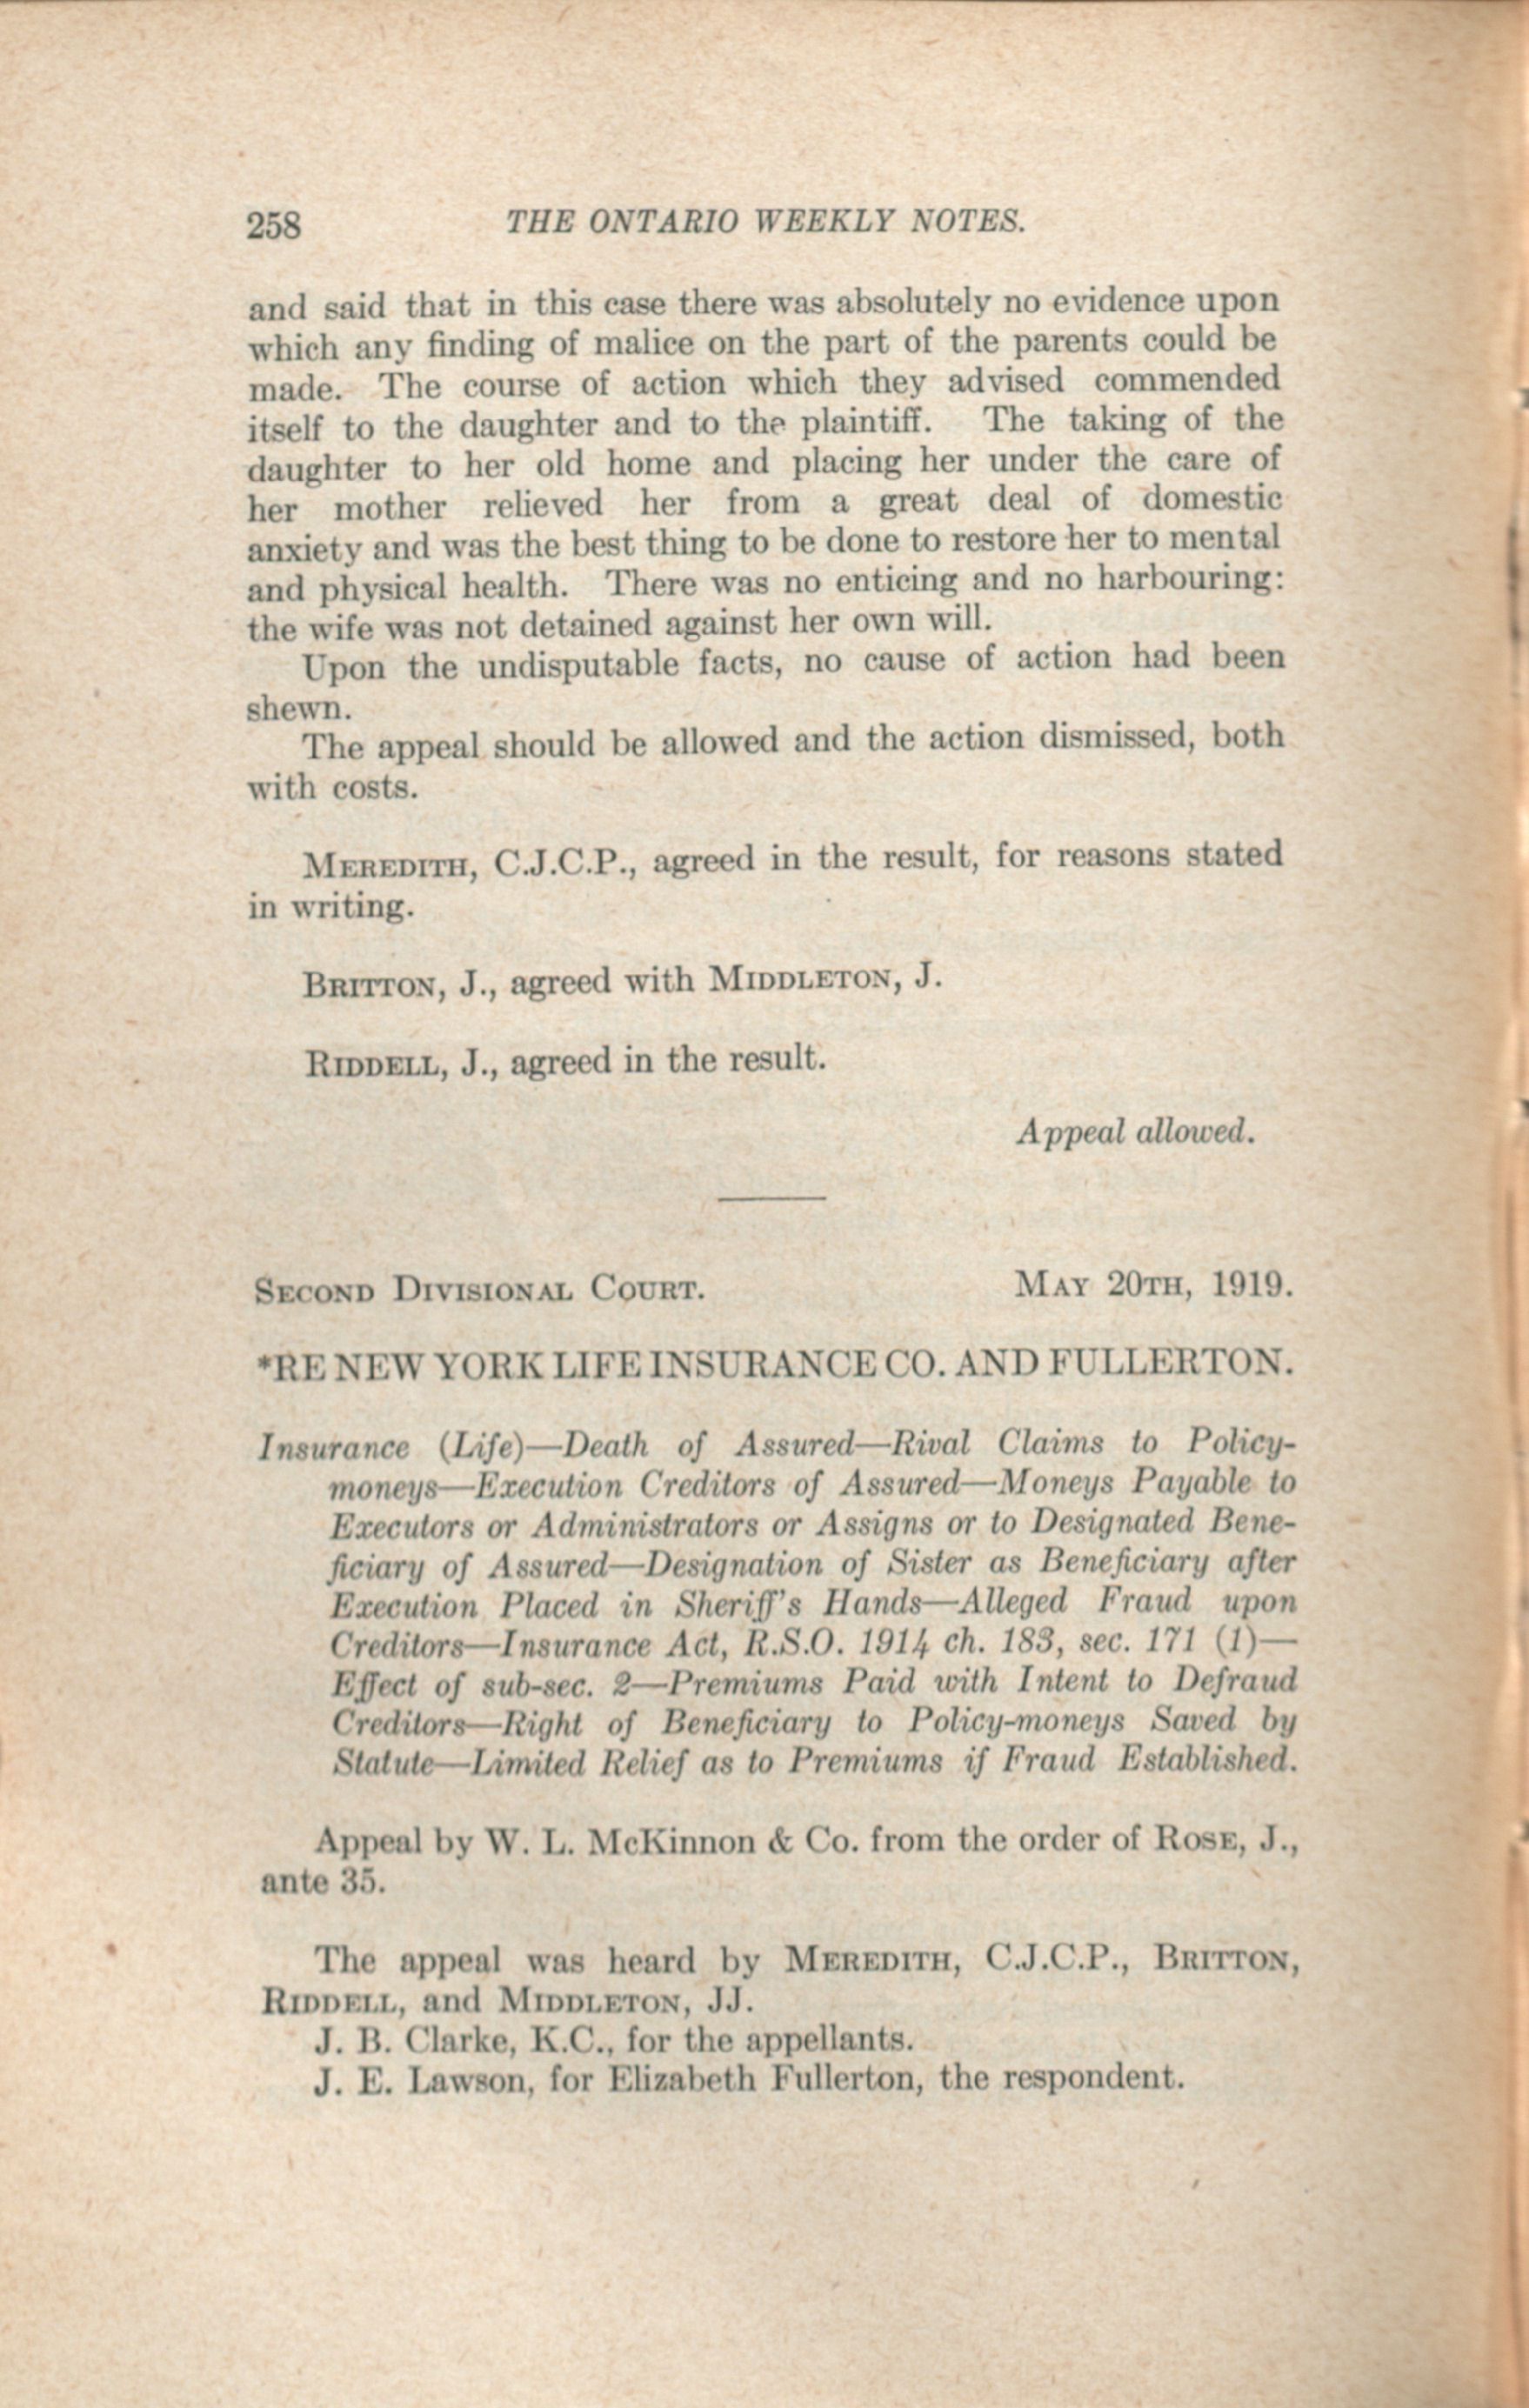 258 THE ONTARIO WEEKLY NOTES.
and said that in this case there was absolutely no evidence upon
which any finding of malice on the part of the parents could be
made. The course of action which they advised commended
itself to the daughter and to the plaintiff. The taking of the
daughter to her old home and placing her under the care of
her mother relieved her from a great deal of domestic
anxiety and was the best thing to be done to restore her to mental
and physical health. There was no enticing and no harbouring:
the wife was not detained against her own will.
Upon the undisputable facts, no cause of action had been
shewn.
The appeal should be allowed and the action dismissed, both
with costs.
MEREDITH, C.J.C.P., agreed in the result, for reasons stated
in writing.
BRITTON, J., agreed with MIDDLETON, J.
RIDDELL, J., agreed in the result.
Appeal allowed.
SECOND DIVISIONAL COURT. MAY 20TH, 1919.
*RE NEW YORK LIFE INSURANCE CO. AND FULLERTON.
Insurance (Life)—Death of Assured—Rival Claims to Policy-
moneys—Execution Creditors of Assured—Moneys Payable to
Executors or Administrators or Assigns or to Designated Bene-
ficiary of Assured—Designation of Sister as Beneficiary after
Execution Placed in Sheriff's Hands—Alleged Fraud upon
Creditors—Insurance Act, R.S.O. 1914 ch. 183, sec. 171 (1)—
Effect of sub-sec. 2—Premiums Paid with Intent to Defraud
Creditors—Right of Beneficiary to Policy-moneys Saved by
Statute—Limited Relief as to Premiums if Fraud Established.
Appeal by W. L. McKinnon & Co. from the order of ROSE, J.,
ante 35.
The appeal was heard by MEREDITH, C.J.C.P., BRITTON,
RIDDELL, and MIDDLETON, JJ.
J. B. Clarke, K.C., for the appellants.
J. E. Lawson, for Elizabeth Fullerton, the respondent.